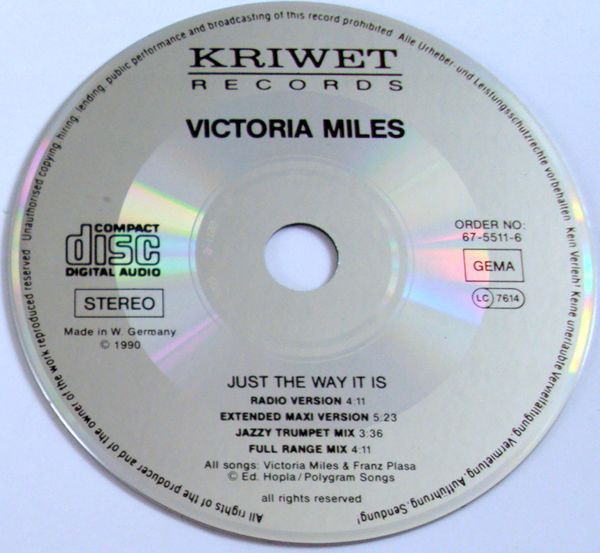 KRIWET
RECORDS
VICTORIA MILES
COMPACT
disc
DIGITAL AUDIO
STEREO
Made in W. Germany
© 1990
ORDER NO:
67-5511-6
GEMA
LC 7614
JUST THE WAY IT IS
RADIO VERSION 4:11
EXTENDED MAXI VERSION 5:23
JAZZY TRUMPET MIX 3:36
FULL RANGE MIX 4:11
All songs: Victoria Miles & Franz Plasa
© Ed. Hopla/Polygram Songs
all rights reserved
All rights of the producer and of the owner of the work reproduced reserved. Unauthorised copying, hiring, lending, public performance and broadcasting of this record prohibited. Alle Urheber- und Leistungsschutzrechte vorbehalten. Kein Verleih! Keine unerlaubte Vervielfältigung, Vermietung, Aufführung, Sendung!